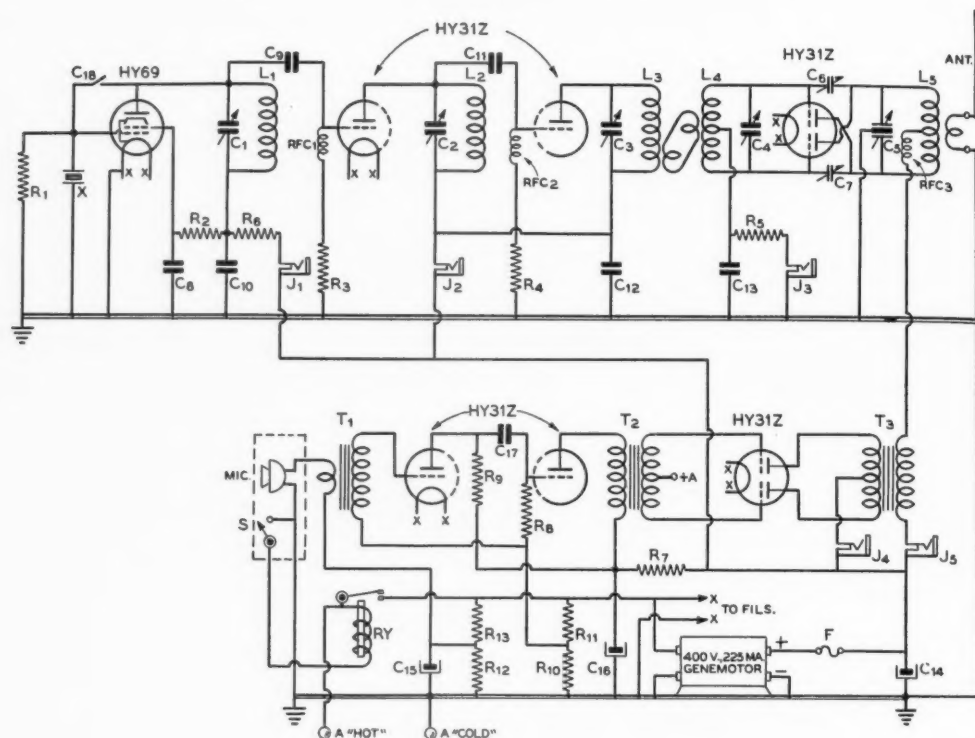 HY31Z
C11
HY31Z
ANT.
C18
HY69
C9
L1
L2
L3
L4
C6
L5
RFC1
C1
C2
RFC2
C3
C4
C5
C7
RFC3
X X
X X
X
X
R1
X
R2
R6
R5
C8
C10
J1
R3
J2
R4
C12
C13
J3
HY31Z
HY31Z
T1
C17
T2
T3
MIC.
R9
+A
X
X
S
X X
R8
R7
J4
J5
X
TO FILS.
X
RY
R13
R11
C15
R12
R10
C16
400 V., 225 MA.
GENEMOTOR
+
-
F
C14
A "HOT"
A "COLD"